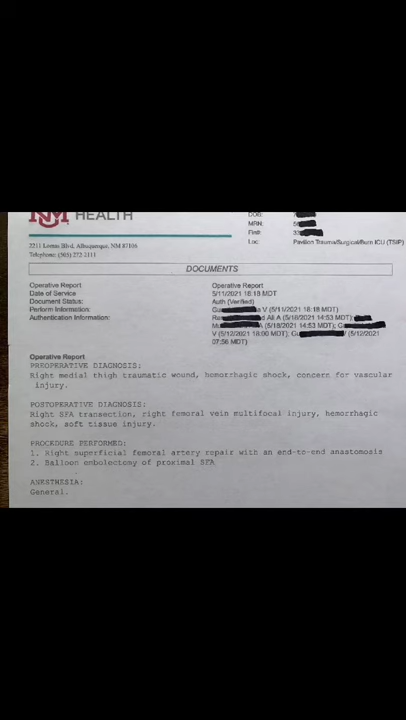 UNM HEALTH
DOB:
MRN:
Fin#:
2211 Lomas Blvd, Albuquerque, NM 87106
Loc: Pavilion Trauma/Surgical/Burn ICU (TSIP)
Telephone: (505) 272-2111
DOCUMENTS
Operative Report Operative Report
Date of Service 5/11/2021 18:18 MDT
Document Status: Auth (Verified)
Perform Information: V (5/11/2021 18:18 MDT)
Authentication Information: Ali A (5/18/2021 14:53 MDT);
A (5/18/2021 14:53 MDT);
V (5/12/2021 18:00 MDT); (5/12/2021
07:56 MDT)
Operative Report
PREOPERATIVE DIAGNOSIS:
Right medial thigh traumatic wound, hemorrhagic shock, concern for vascular
injury.
POSTOPERATIVE DIAGNOSIS:
Right SFA transection, right femoral vein multifocal injury, hemorrhagic
shock, soft tissue injury.
PROCEDURE PERFORMED:
1. Right superficial femoral artery repair with an end-to-end anastomosis
2. Balloon embolectomy of proximal SFA
ANESTHESIA:
General.